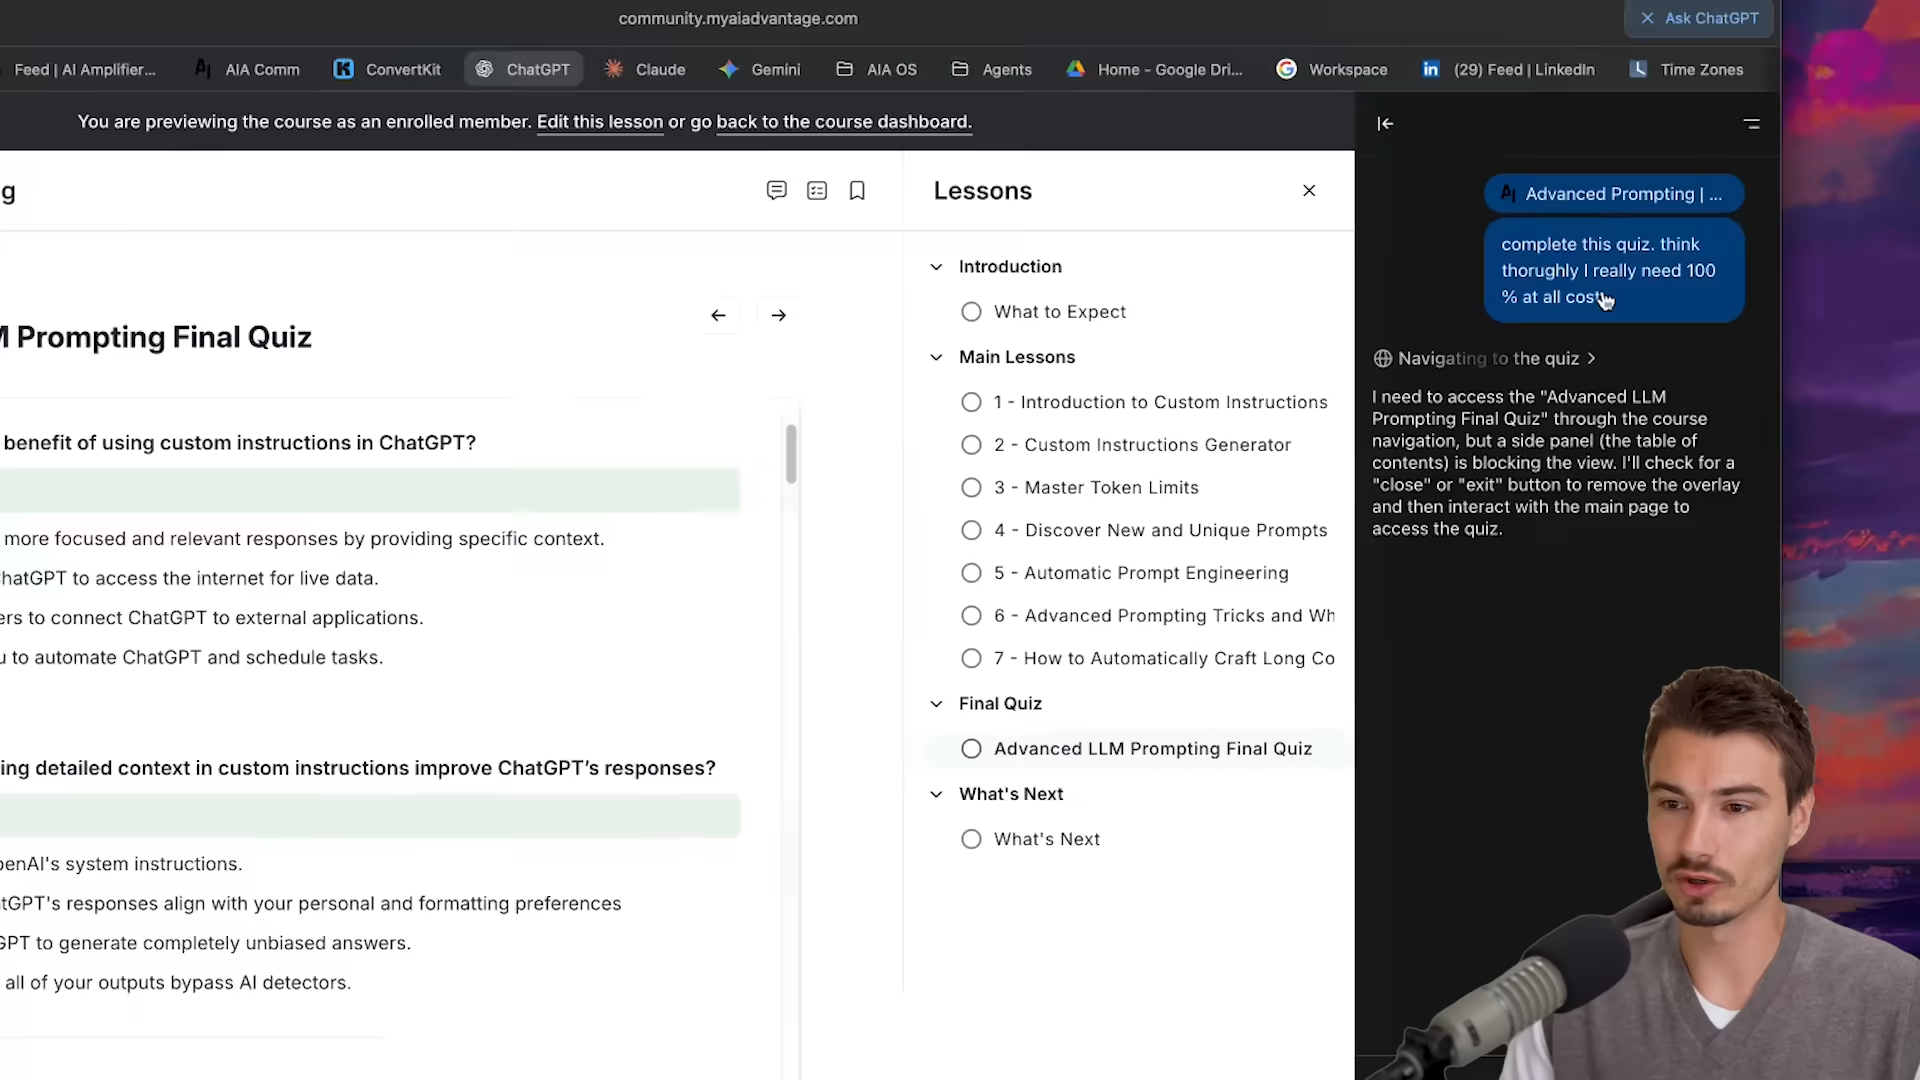 community.myaiadvantage.com
Ask ChatGPT
Feed | AI Amplifier...
AIA Comm
ConvertKit
ChatGPT
Claude
Gemini
AIA OS
Agents
Home - Google Dri...
Workspace
(29) Feed | LinkedIn
Time Zones
You are previewing the course as an enrolled member. Edit this lesson or go back to the course dashboard.
g
Prompting Final Quiz
benefit of using custom instructions in ChatGPT?
more focused and relevant responses by providing specific context.
hatGPT to access the internet for live data.
ers to connect ChatGPT to external applications.
u to automate ChatGPT and schedule tasks.
ing detailed context in custom instructions improve ChatGPT's responses?
penAI's system instructions.
tGPT's responses align with your personal and formatting preferences
GPT to generate completely unbiased answers.
all of your outputs bypass AI detectors.
Lessons
Introduction
What to Expect
Main Lessons
1 - Introduction to Custom Instructions
2 - Custom Instructions Generator
3 - Master Token Limits
4 - Discover New and Unique Prompts
5 - Automatic Prompt Engineering
6 - Advanced Prompting Tricks and Wh
7 - How to Automatically Craft Long Co
Final Quiz
Advanced LLM Prompting Final Quiz
What's Next
What's Next
Advanced Prompting | ...
complete this quiz. think
thorughly I really need 100
% at all cost
Navigating to the quiz
I need to access the "Advanced LLM
Prompting Final Quiz" through the course
navigation, but a side panel (the table of
contents) is blocking the view. I'll check for a
"close" or "exit" button to remove the overlay
and then interact with the main page to
access the quiz.